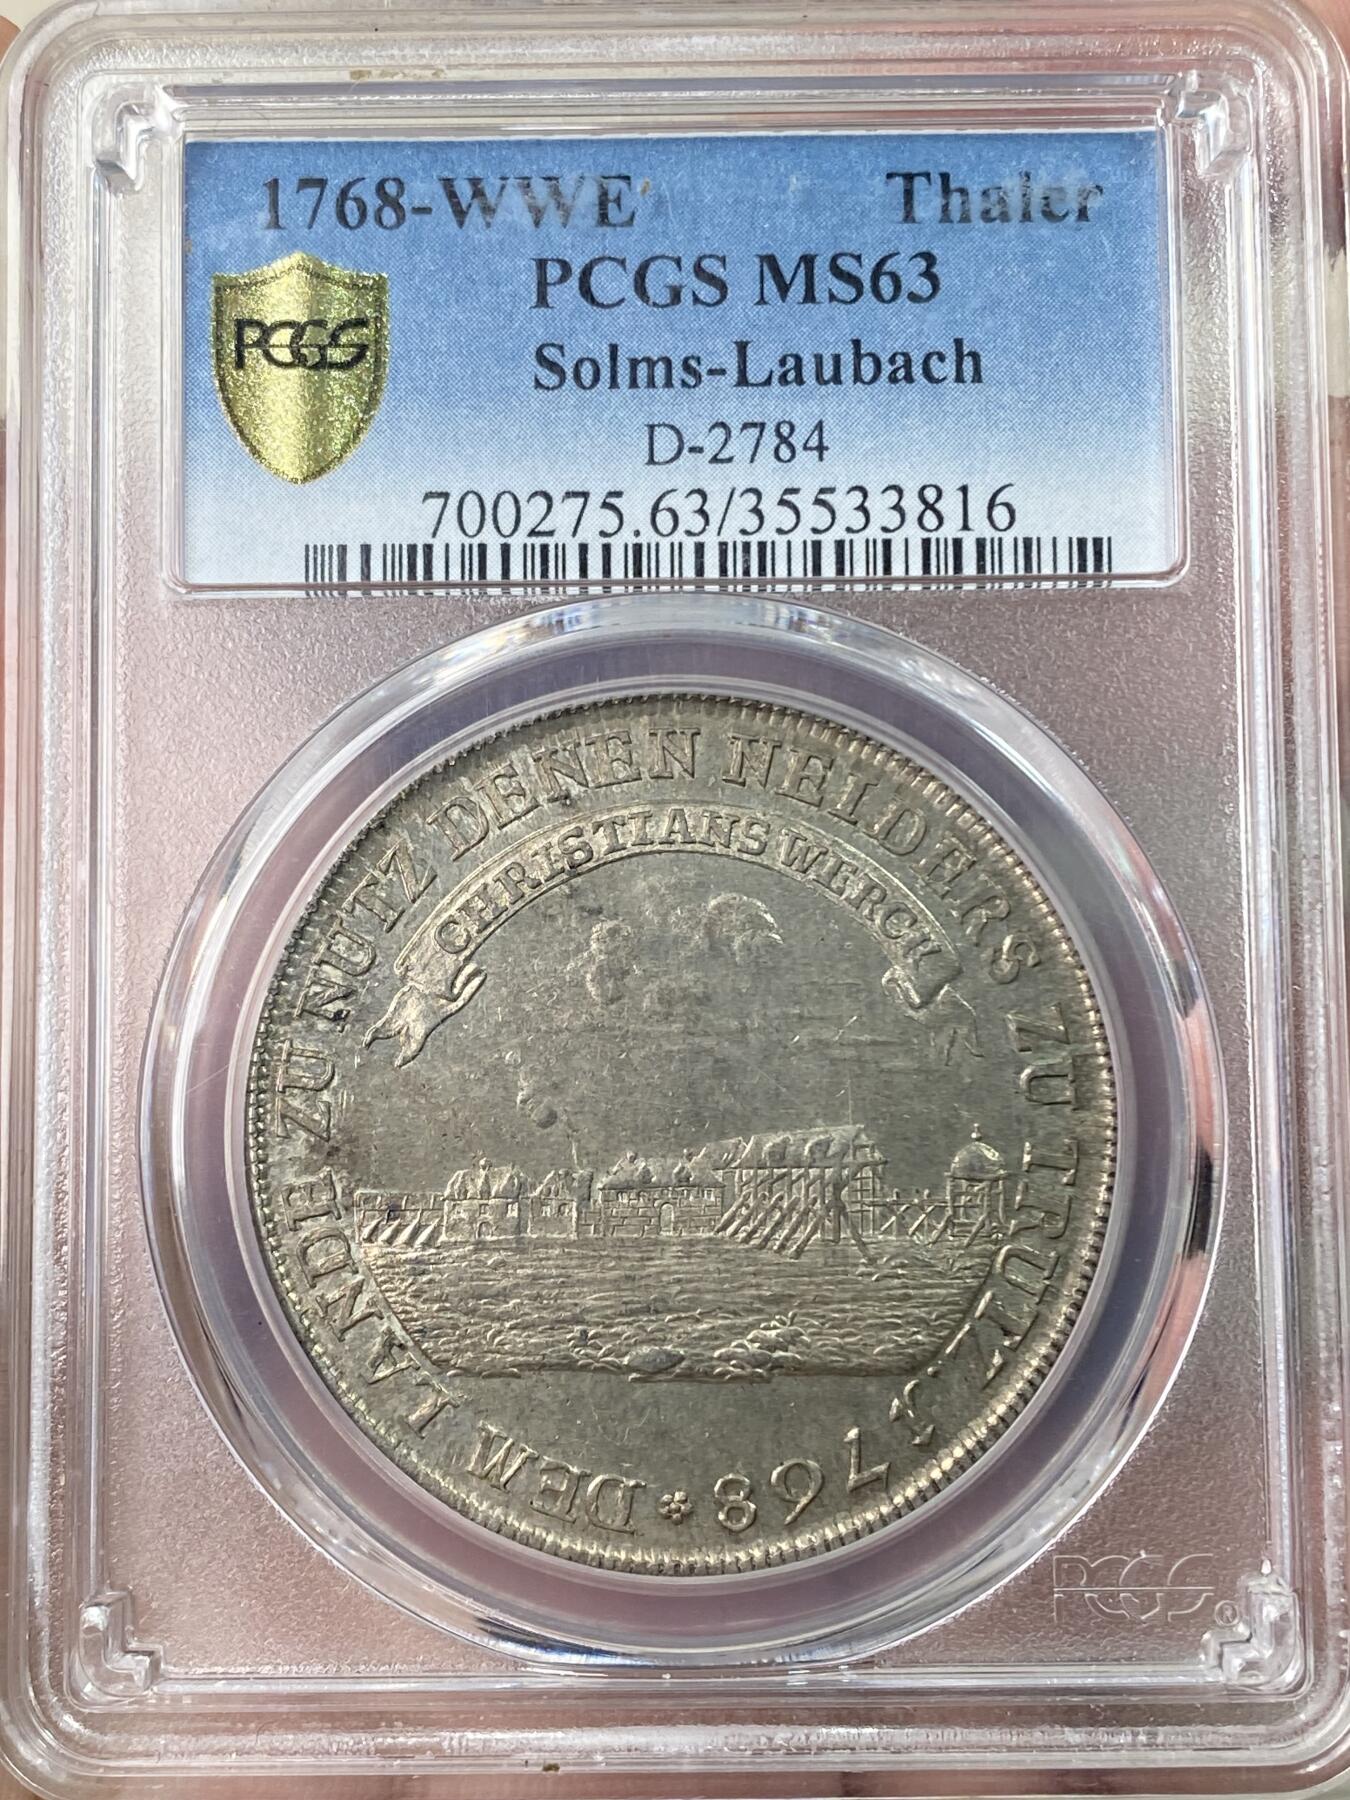 1768-WWE Thaler
PCGS MS63
PCGS
Solms-Laubach
D-2784
700275.63/35533816
DEM LANDE ZU NUTZ DENEN NEIDERS ZU TRUTZ. 1768
CHRISTIANS WERCK
PCGS